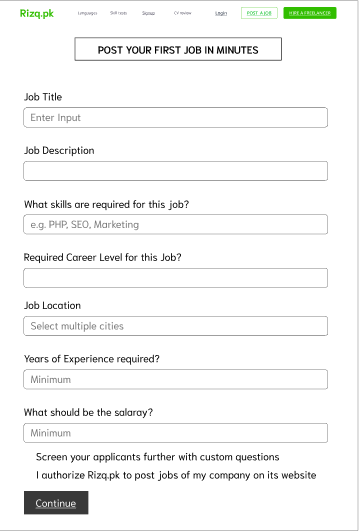 Rizq.pk
Languages Skill tests Signup CV review Login POST A JOB HIRE A FREELANCER
POST YOUR FIRST JOB IN MINUTES
Job Title
Enter Input
Job Description
What skills are required for this job?
e.g. PHP, SEO, Marketing
Required Career Level for this Job?
Job Location
Select multiple cities
Years of Experience required?
Minimum
What should be the salaray?
Minimum
Screen your applicants further with custom questions
I authorize Rizq.pk to post jobs of my company on its website
Continue